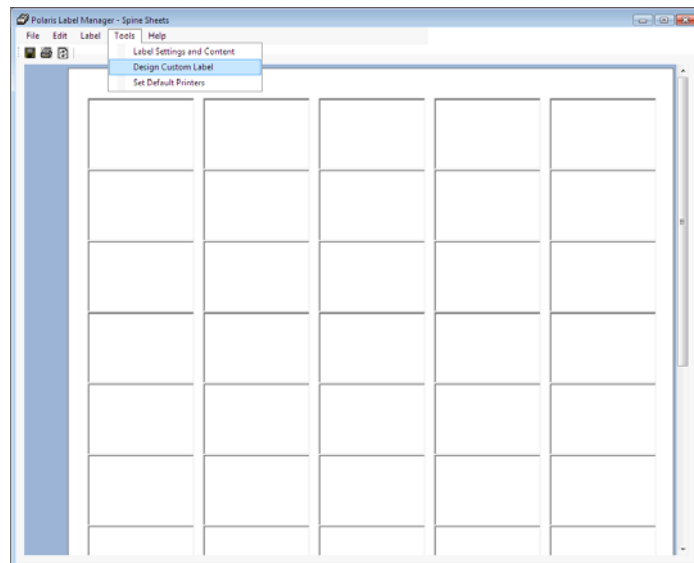 Polaris Label Manager - Spine Sheets
File Edit Label Tools Help
Label Settings and Content
Design Custom Label
Set Default Printers